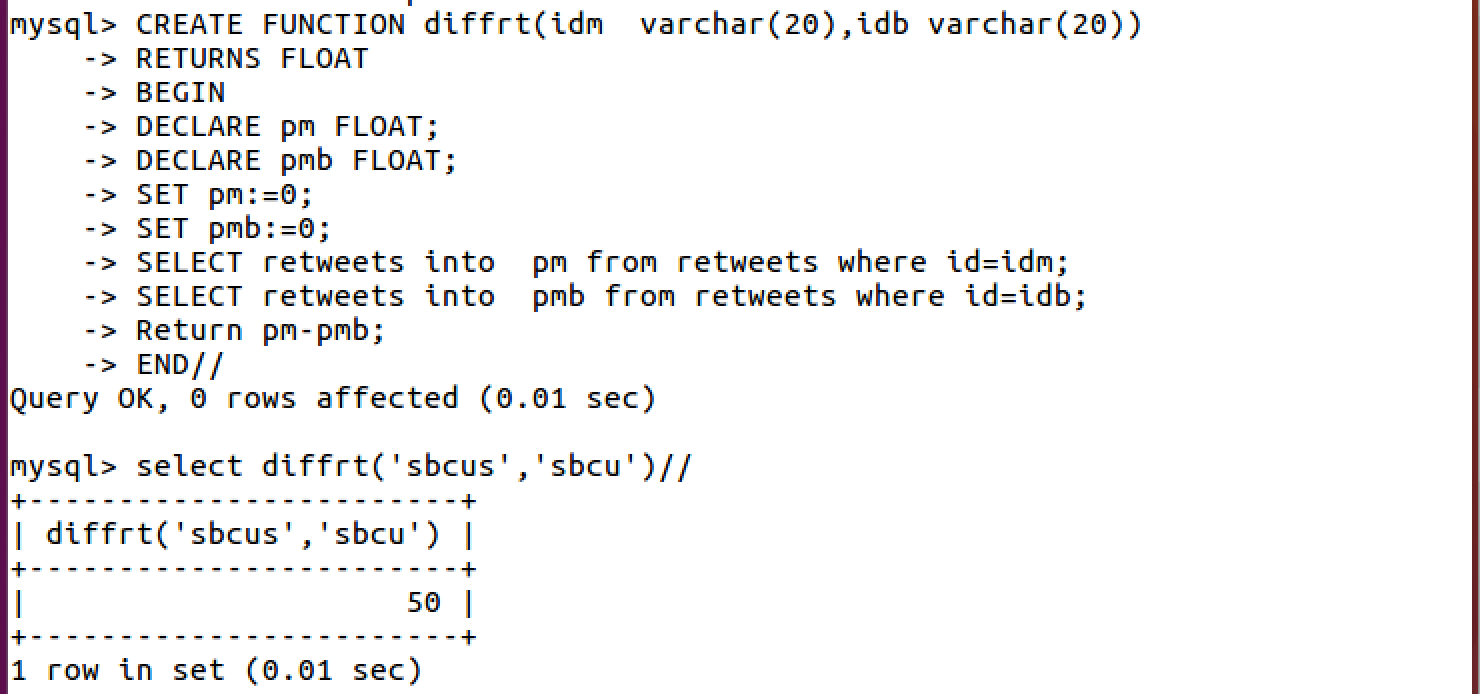 mysql> CREATE FUNCTION diffrt(idm  varchar(20),idb varchar(20))
    -> RETURNS FLOAT
    -> BEGIN
    -> DECLARE pm FLOAT;
    -> DECLARE pmb FLOAT;
    -> SET pm:=0;
    -> SET pmb:=0;
    -> SELECT retweets into  pm from retweets where id=idm;
    -> SELECT retweets into  pmb from retweets where id=idb;
    -> Return pm-pmb;
    -> END//
Query OK, 0 rows affected (0.01 sec)

mysql> select diffrt('sbcus','sbcu')//
+------------------------+
| diffrt('sbcus','sbcu') |
+------------------------+
|                     50 |
+------------------------+
1 row in set (0.01 sec)